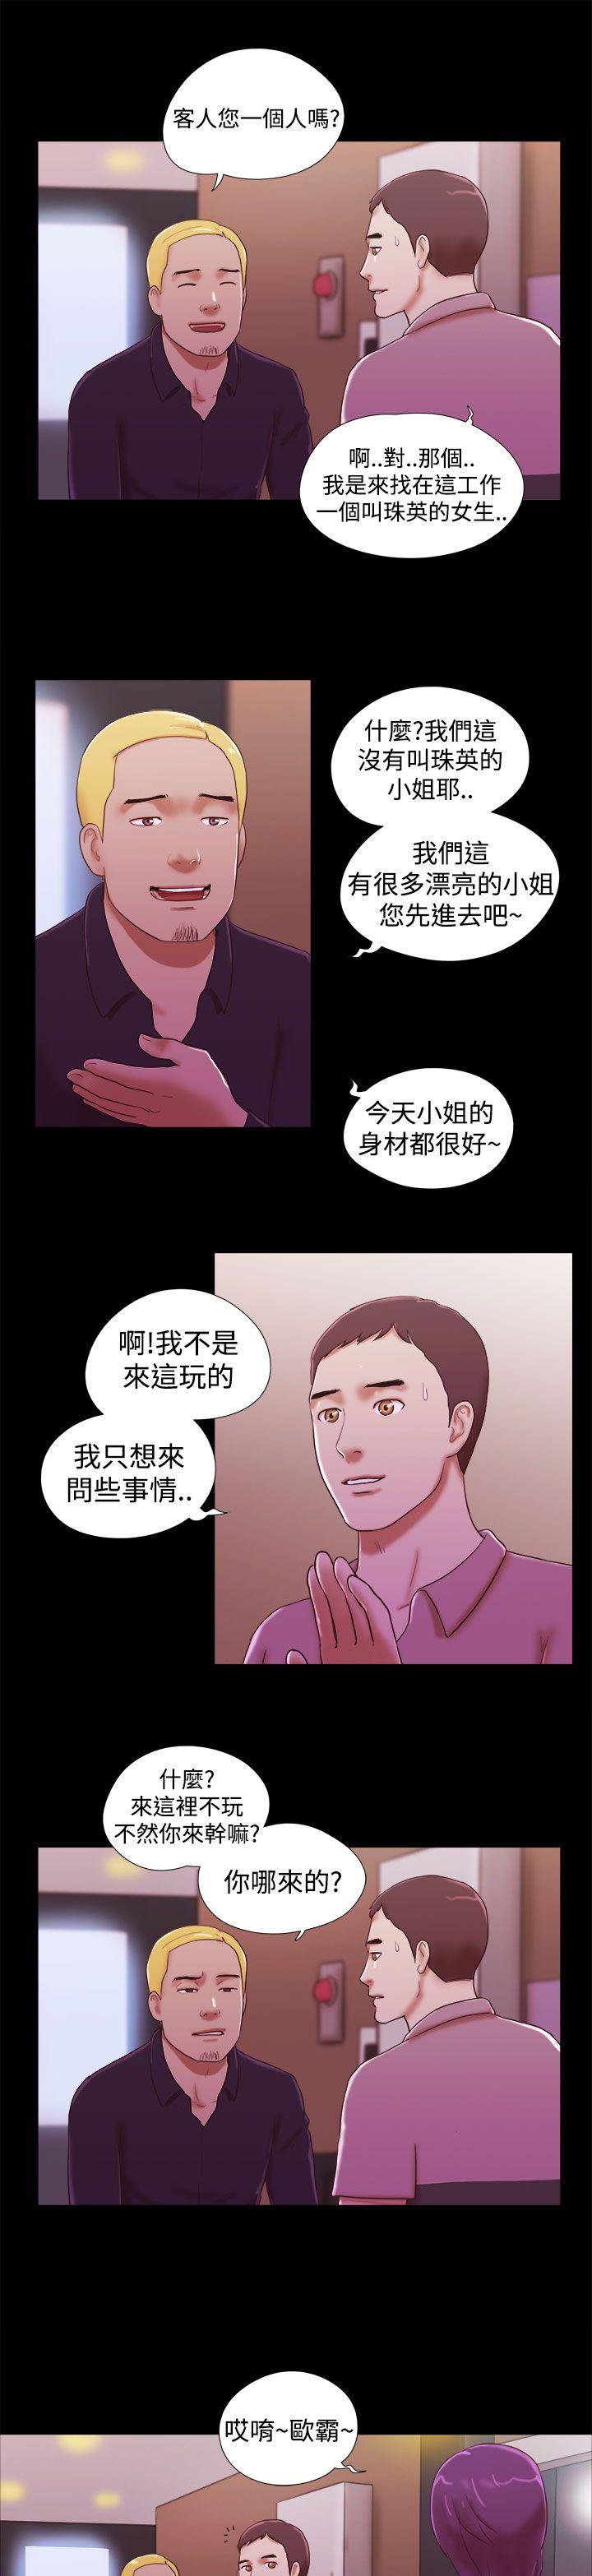 客人您一個人嗎?
啊..對..那個..
我是來找在這工作
一個叫珠英的女生..
什麼?我們這
沒有叫珠英的
小姐耶..
我們這
有很多漂亮的小姐
您先進去吧~
今天小姐的
身材都很好~
啊!我不是
來這玩的
我只想來
問些事情..
什麼?
來這裡不玩
不然你來幹嘛?
你哪來的?
哎唷~歐霸~